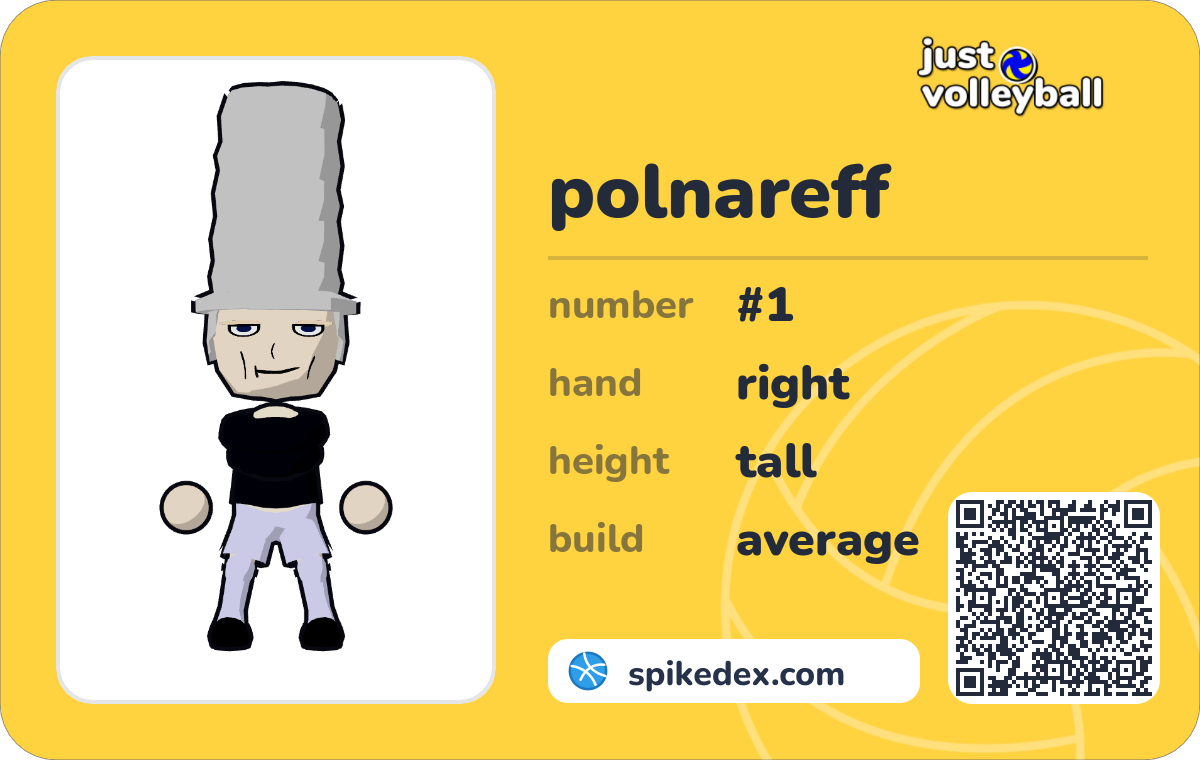 just
volleyball
polnareff
number #1
hand right
height tall
build average
spikedex.com